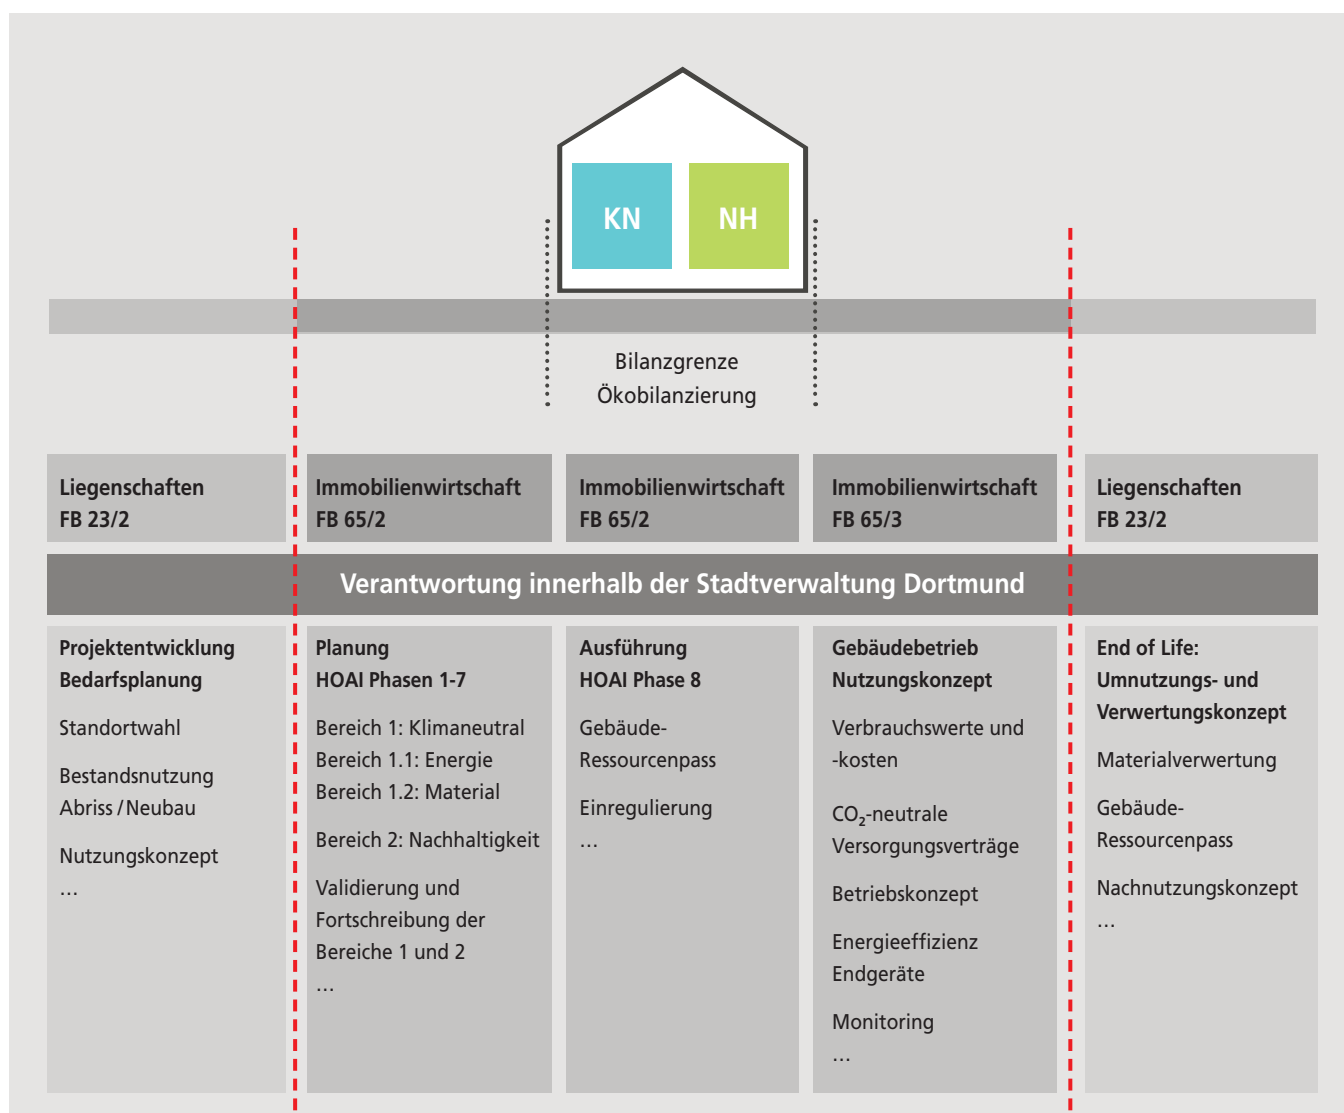 KN
NH
Bilanzgrenze
Ökobilanzierung
Liegenschaften
FB 23/2
Immobilienwirtschaft
FB 65/2
Immobilienwirtschaft
FB 65/2
Immobilienwirtschaft
FB 65/3
Liegenschaften
FB 23/2
Verantwortung innerhalb der Stadtverwaltung Dortmund
Projektentwicklung
Bedarfsplanung
Standortwahl
Bestandsnutzung
Abriss / Neubau
Nutzungskonzept
…
Planung
HOAI Phasen 1-7
Bereich 1: Klimaneutral
Bereich 1.1: Energie
Bereich 1.2: Material
Bereich 2: Nachhaltigkeit
Validierung und
Fortschreibung der
Bereiche 1 und 2
…
Ausführung
HOAI Phase 8
Gebäude-
Ressourcenpass
Einregulierung
…
Gebäudebetrieb
Nutzungskonzept
Verbrauchswerte und
-kosten
CO₂-neutrale
Versorgungsverträge
Betriebskonzept
Energieeffizienz
Endgeräte
Monitoring
…
End of Life:
Umnutzungs- und
Verwertungskonzept
Materialverwertung
Gebäude-
Ressourcenpass
Nachnutzungskonzept
…